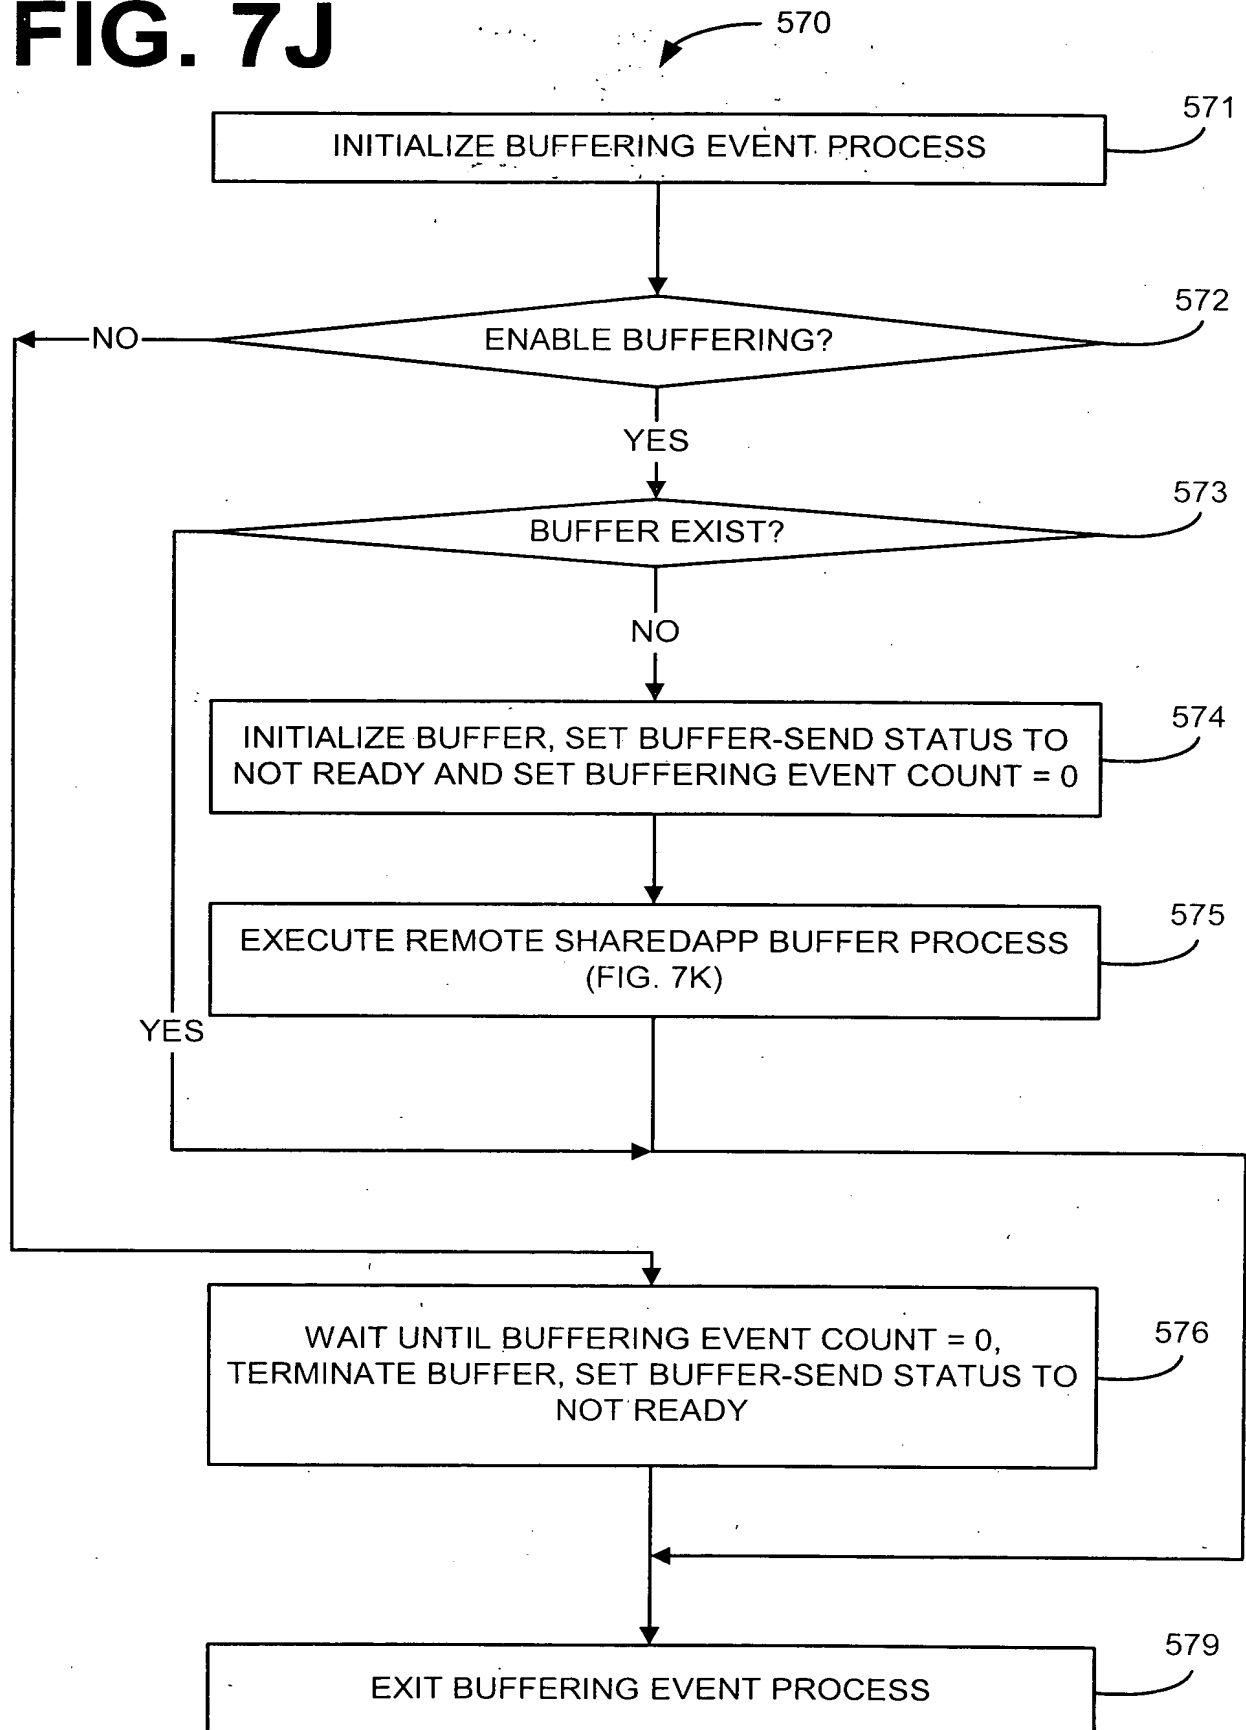 FIG. 7J
570
571
INITIALIZE BUFFERING EVENT PROCESS
572
NO
ENABLE BUFFERING?
YES
573
BUFFER EXIST?
NO
574
INITIALIZE BUFFER, SET BUFFER-SEND STATUS TO
NOT READY AND SET BUFFERING EVENT COUNT = 0
575
EXECUTE REMOTE SHAREDAPP BUFFER PROCESS
(FIG. 7K)
YES
576
WAIT UNTIL BUFFERING EVENT COUNT = 0,
TERMINATE BUFFER, SET BUFFER-SEND STATUS TO
NOT READY
579
EXIT BUFFERING EVENT PROCESS